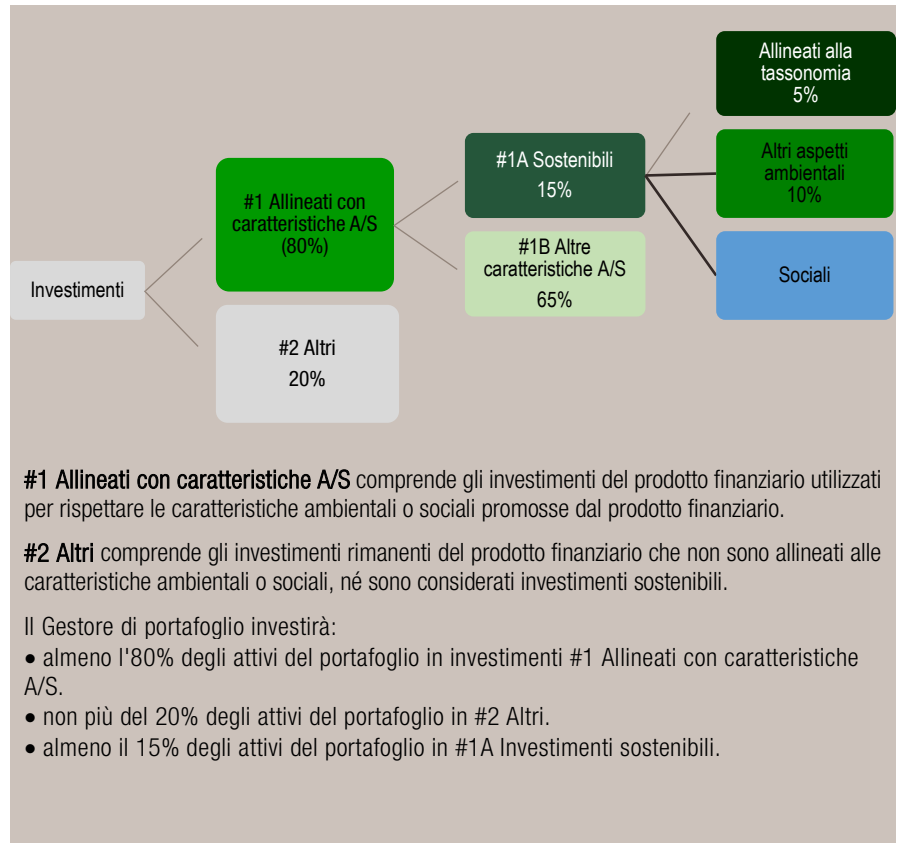 Allineati alla
tassonomia
5%
#1A Sostenibili
15%
Altri aspetti
ambientali
10%
#1 Allineati con
caratteristiche A/S
(80%)
#1B Altre
caratteristiche A/S
65%
Sociali
Investimenti
#2 Altri
20%
#1 Allineati con caratteristiche A/S comprende gli investimenti del prodotto finanziario utilizzati
per rispettare le caratteristiche ambientali o sociali promosse dal prodotto finanziario.
#2 Altri comprende gli investimenti rimanenti del prodotto finanziario che non sono allineati alle
caratteristiche ambientali o sociali, né sono considerati investimenti sostenibili.
Il Gestore di portafoglio investirà:
• almeno l'80% degli attivi del portafoglio in investimenti #1 Allineati con caratteristiche
A/S.
• non più del 20% degli attivi del portafoglio in #2 Altri.
• almeno il 15% degli attivi del portafoglio in #1A Investimenti sostenibili.